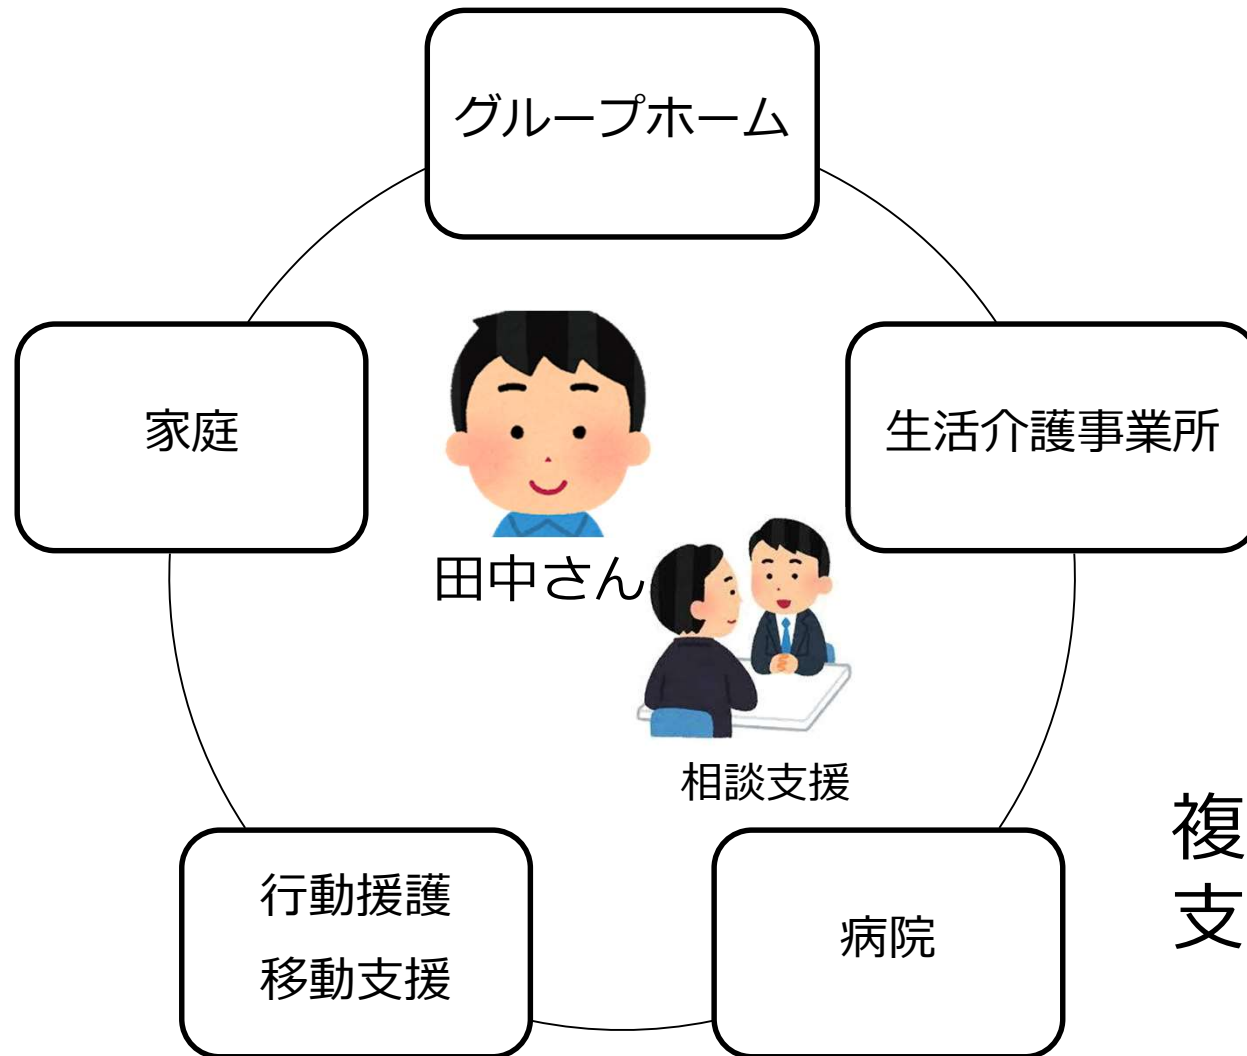 グループホーム
家庭
生活介護事業所
田中さん
相談支援
行動援護
移動支援
病院
複
支